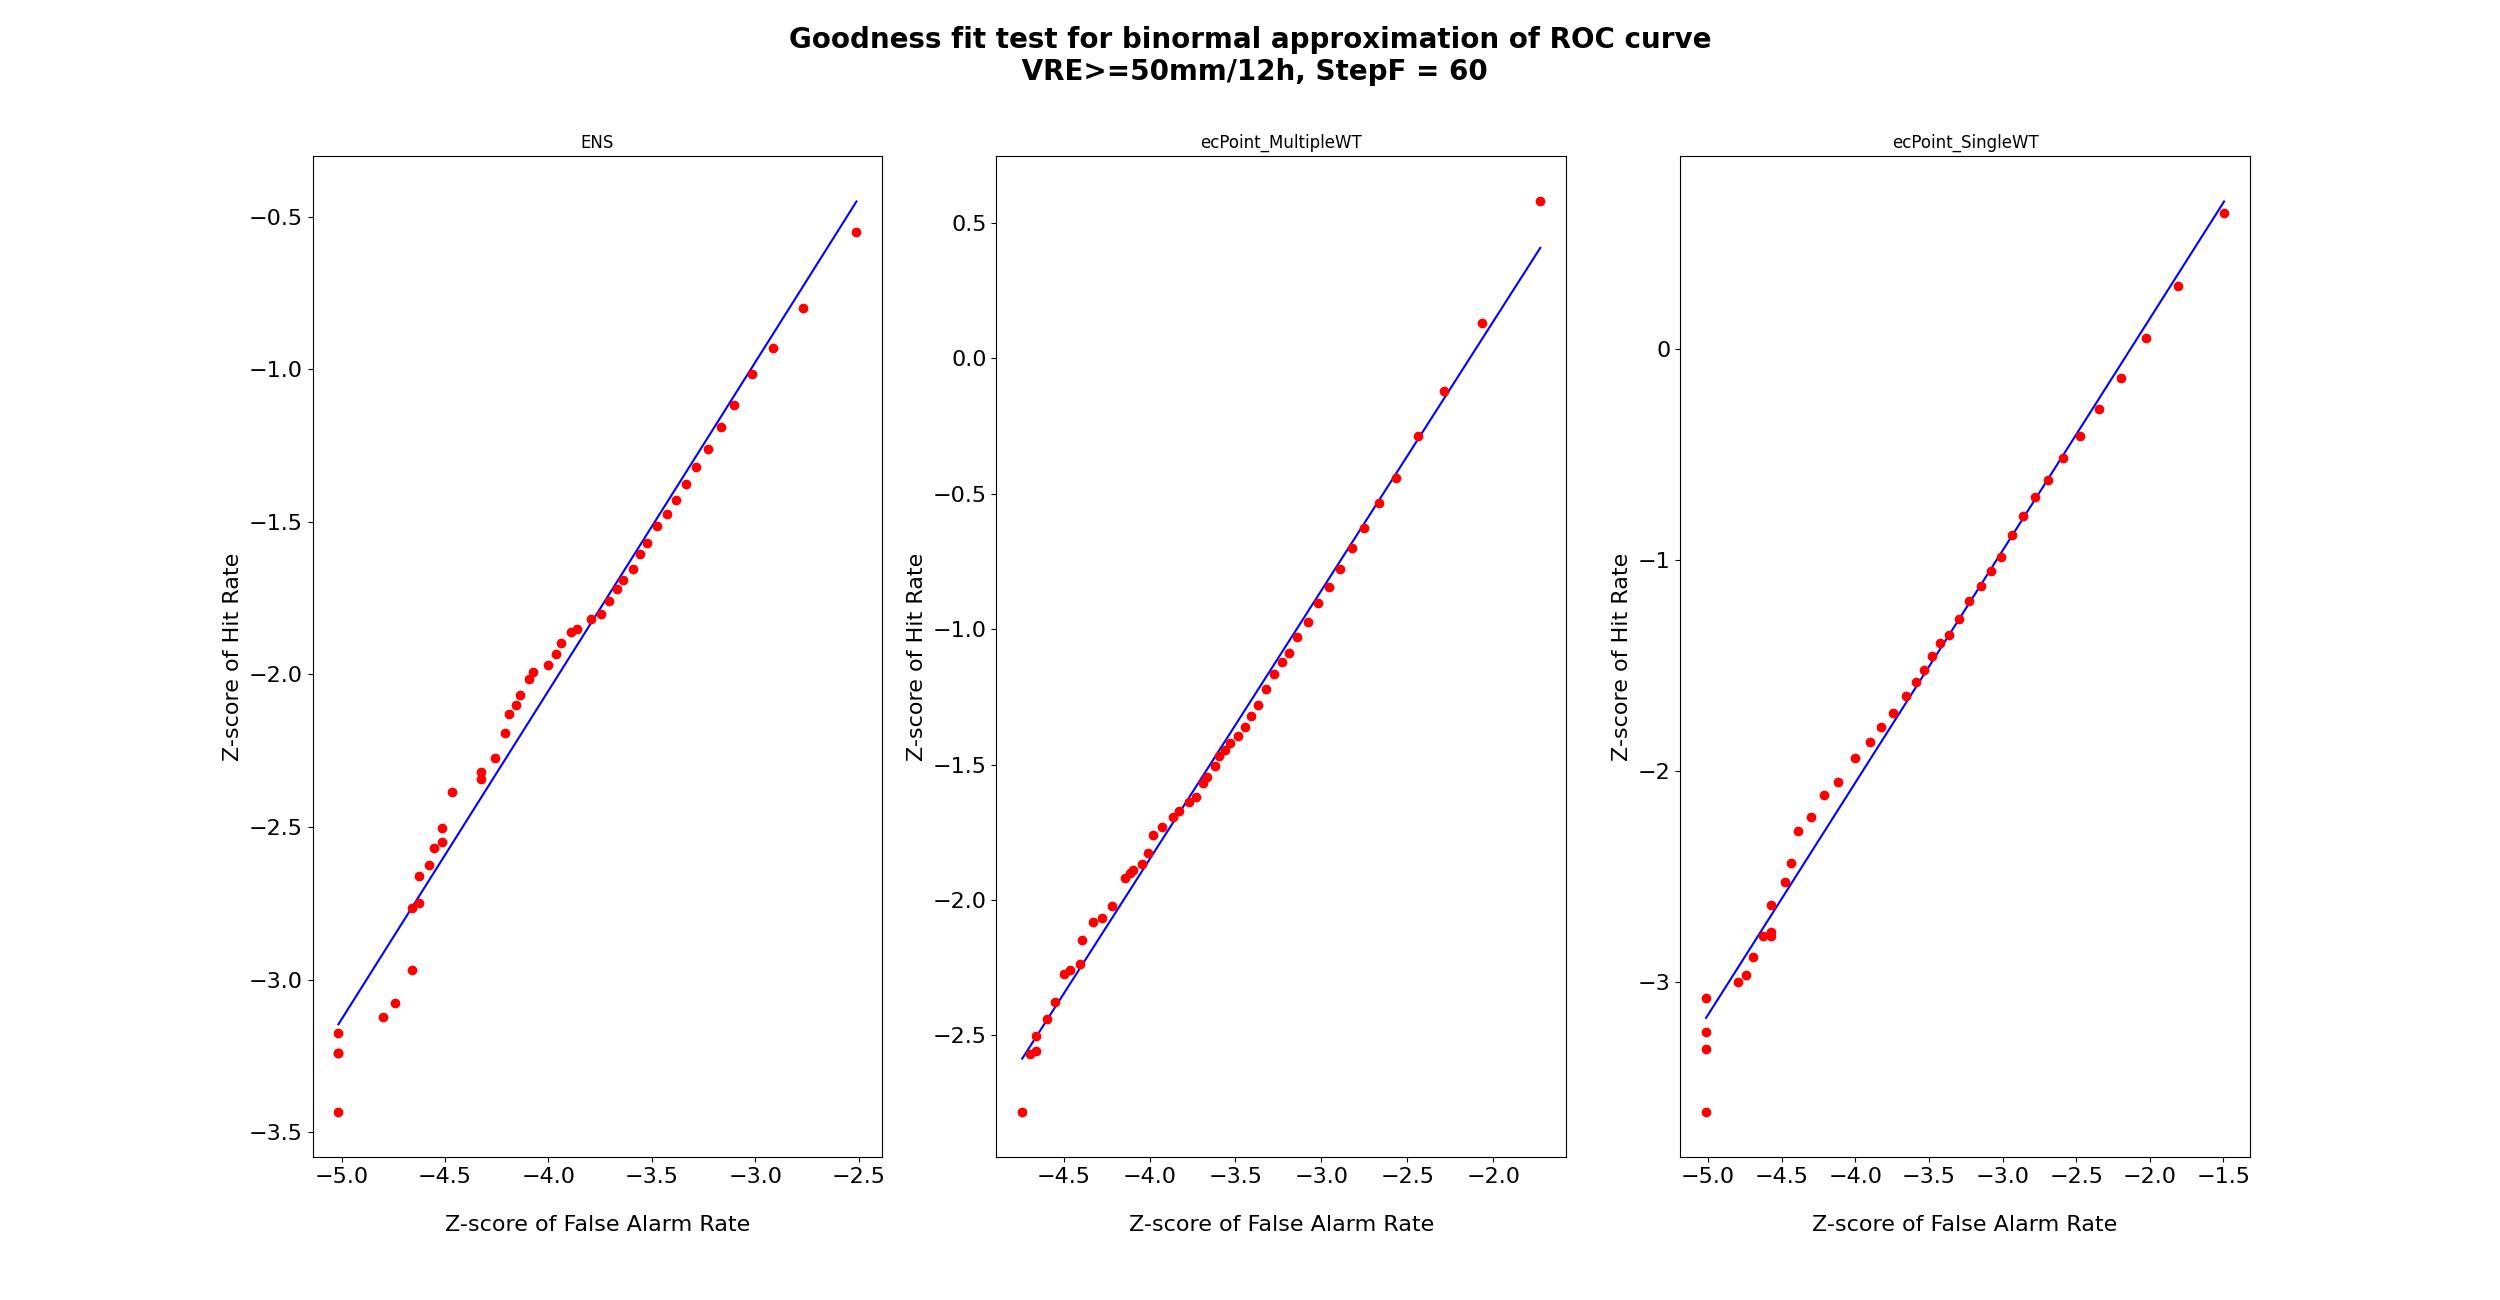 Goodness fit test for binormal approximation of ROC curve
VRE>=50mm/12h, StepF = 60
ENS
−0.5
−1.0
−1.5
−2.0
−2.5
−3.0
−3.5
Z-score of Hit Rate
−5.0 −4.5 −4.0 −3.5 −3.0 −2.5
Z-score of False Alarm Rate
ecPoint_MultipleWT
0.5
0.0
−0.5
−1.0
−1.5
−2.0
−2.5
Z-score of Hit Rate
−4.5 −4.0 −3.5 −3.0 −2.5 −2.0
Z-score of False Alarm Rate
ecPoint_SingleWT
0
−1
−2
−3
Z-score of Hit Rate
−5.0 −4.5 −4.0 −3.5 −3.0 −2.5 −2.0 −1.5
Z-score of False Alarm Rate